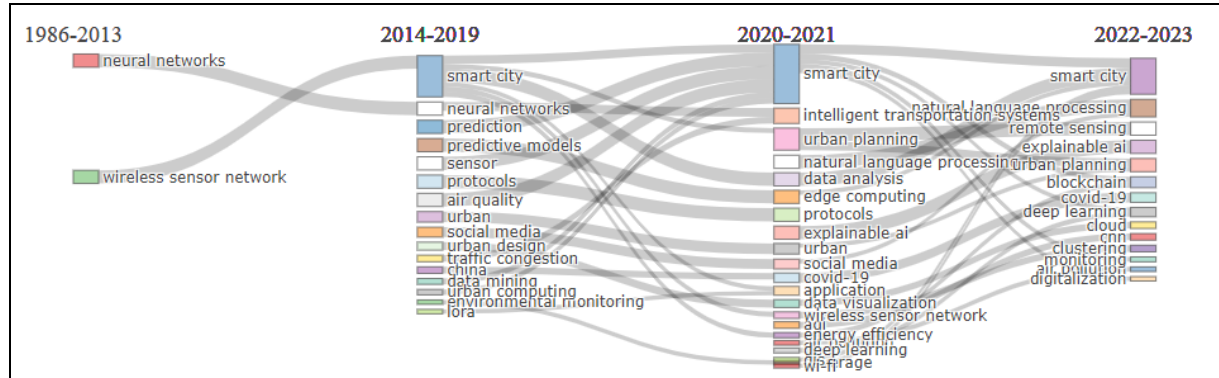 1986-2013
neural networks
wireless sensor network
2014-2019
smart city
neural networks
prediction
predictive models
sensor
protocols
air quality
urban
social media
urban design
traffic congestion
china
data mining
urban computing
environmental monitoring
lora
2020-2021
smart city
intelligent transportation systems
urban planning
natural language processing
data analysis
edge computing
protocols
explainable ai
urban
social media
covid-19
application
data visualization
wireless sensor network
energy efficiency
deep learning
wi-fi
2022-2023
smart city
natural language processing
remote sensing
explainable ai
urban planning
blockchain
covid-19
deep learning
cloud
cnn
clustering
monitoring
air pollution
digitalization